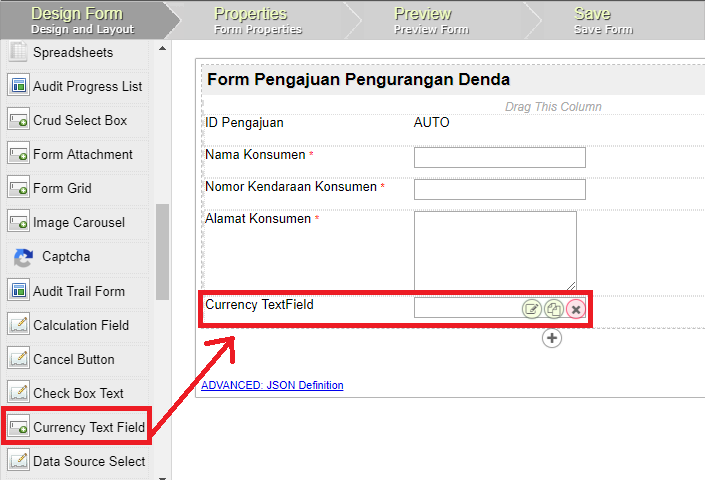 Design Form
Design and Layout
Properties
Form Properties
Preview
Preview Form
Save
Save Form
Spreadsheets
Audit Progress List
Crud Select Box
Form Attachment
Form Grid
Image Carousel
Captcha
Audit Trail Form
Calculation Field
Cancel Button
Check Box Text
Currency Text Field
Data Source Select
Form Pengajuan Pengurangan Denda
Drag This Column
ID Pengajuan AUTO
Nama Konsumen *
Nomor Kendaraan Konsumen *
Alamat Konsumen *
Currency TextField
ADVANCED: JSON Definition